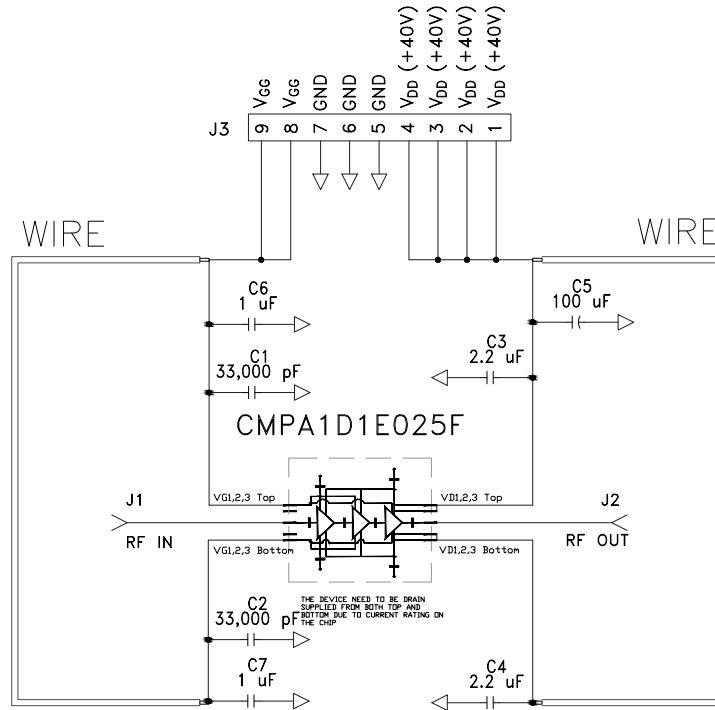 VGG
VGG
GND
GND
GND
VDD (+40V)
VDD (+40V)
VDD (+40V)
VDD (+40V)
J3
9 8 7 6 5 4 3 2 1
WIRE
WIRE
C6
1 uF
C5
100 uF
C1
33,000 pF
C3
2.2 uF
CMPA1D1E025F
VG1,2,3 Top
VD1,2,3 Top
J1
RF IN
J2
RF OUT
VG1,2,3 Bottom
VD1,2,3 Bottom
THE DEVICE NEED TO BE DRAIN
SUPPLIED FROM BOTH TOP AND
BOTTOM DUE TO CURRENT RATING ON
THE CHIP
C2
33,000 pF
C7
1 uF
C4
2.2 uF